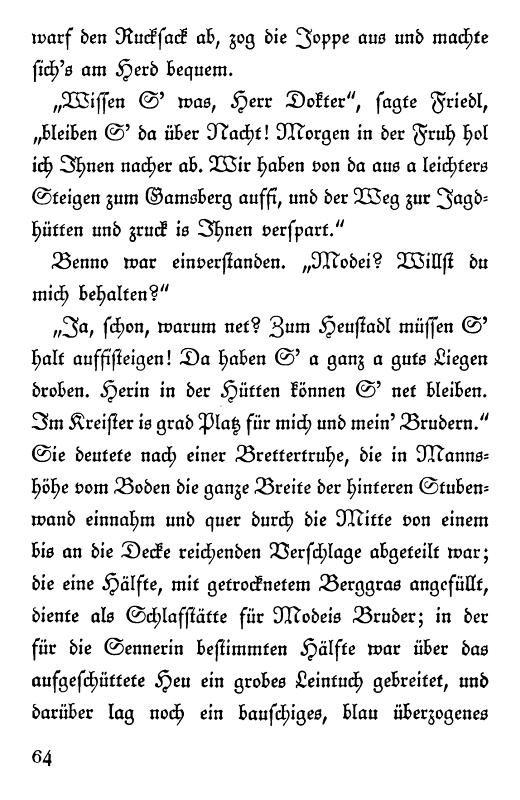 warf den Rucksack ab, zog die Joppe aus und machte
sich's am Herd bequem.
„Wissen S' was, Herr Dokter“, sagte Friedl,
„bleiben S' da über Nacht! Morgen in der Fruh hol
ich Ihnen nacher ab. Wir haben von da aus a leichters
Steigen zum Gamsberg auffi, und der Weg zur Jagd-
hütten und zruck is Ihnen verspart.“
Benno war einverstanden. „Modei? Willst du
mich behalten?“
„Ja, schon, warum net? Zum Heustadl müssen S'
halt auffisteigen! Da haben S' a ganz a guts Liegen
droben. Herin in der Hütten können S' net bleiben.
Im Kreister is grad Platz für mich und mein' Brudern.“
Sie deutete nach einer Brettertruhe, die in Manns-
höhe vom Boden die ganze Breite der hinteren Stuben-
wand einnahm und quer durch die Mitte von einem
bis an die Decke reichenden Verschlage abgeteilt war;
die eine Hälfte, mit getrocknetem Berggras angefüllt,
diente als Schlafstätte für Modeis Bruder; in der
für die Sennerin bestimmten Hälfte war über das
aufgeschüttete Heu ein grobes Leintuch gebreitet, und
darüber lag noch ein bauschiges, blau überzogenes
64